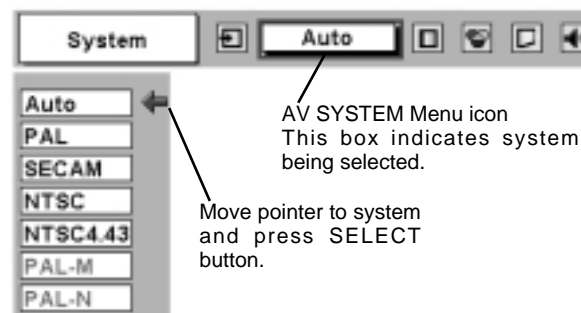 System
Auto
AV SYSTEM Menu icon
This box indicates system
being selected.
Auto
PAL
SECAM
NTSC
NTSC4.43
PAL-M
PAL-N
Move pointer to system
and press SELECT
button.